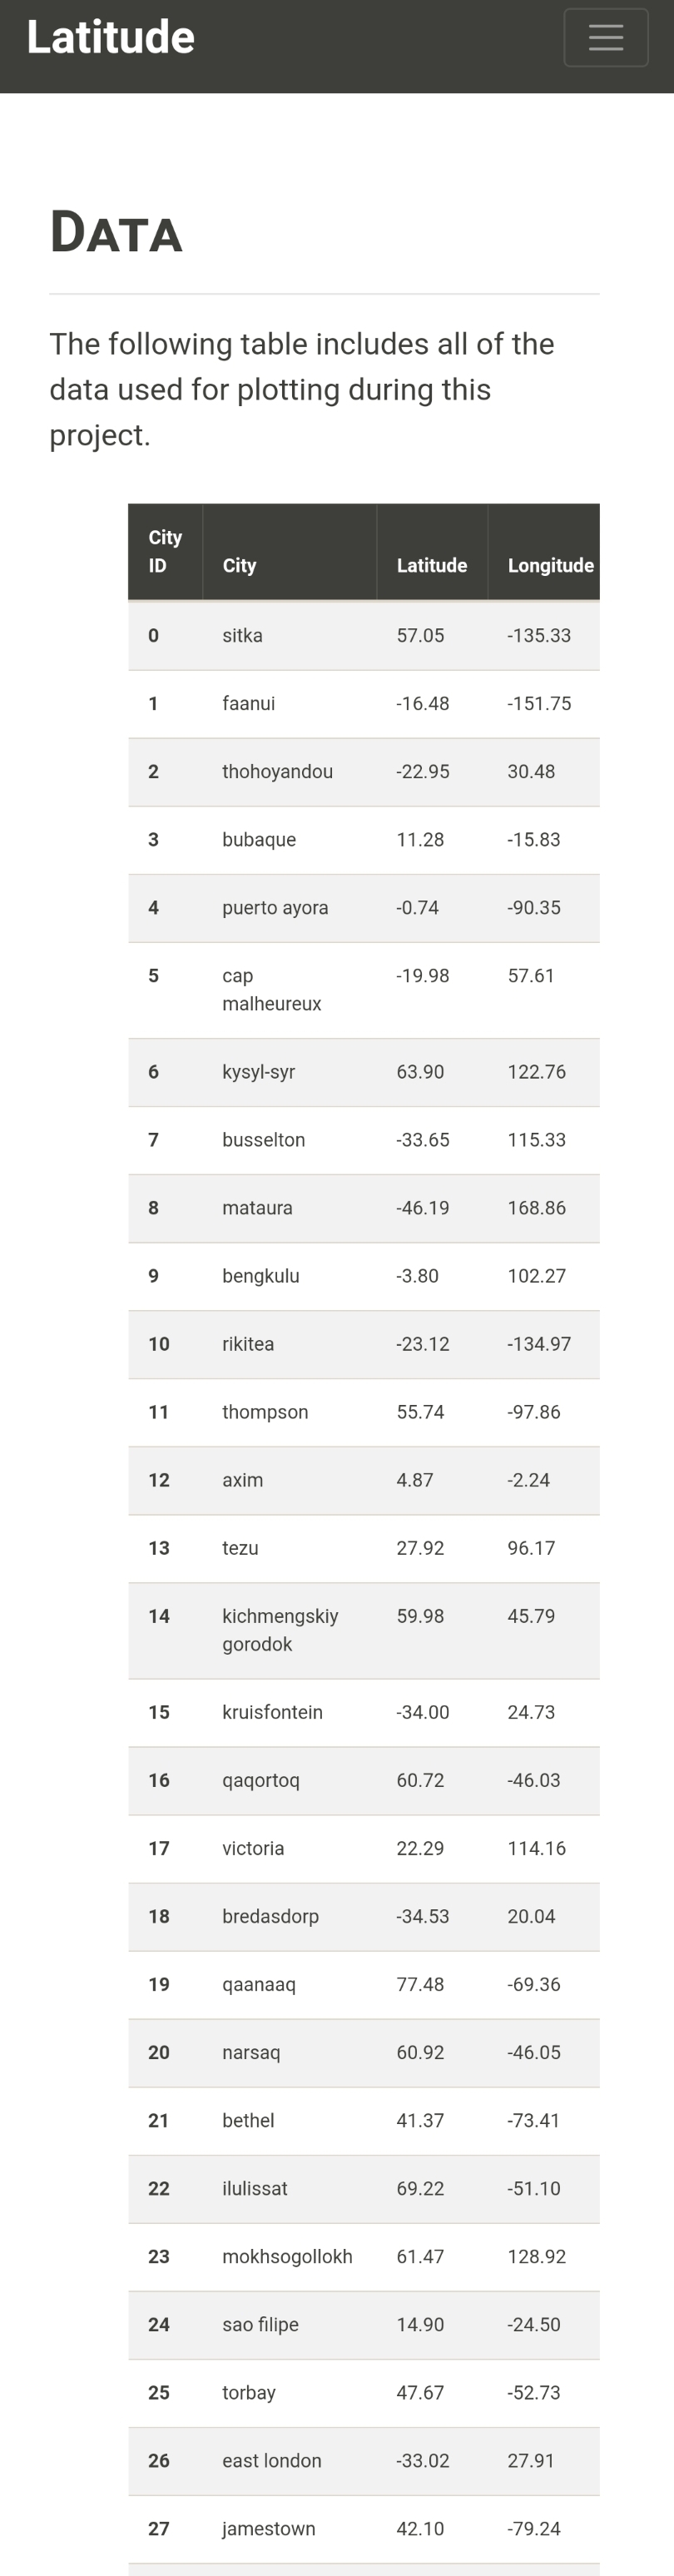 Latitude
Data
The following table includes all of the
data used for plotting during this
project.
City ID City Latitude Longitude
0 sitka 57.05 -135.33
1 faanui -16.48 -151.75
2 thohoyandou -22.95 30.48
3 bubaque 11.28 -15.83
4 puerto ayora -0.74 -90.35
5 cap malheureux -19.98 57.61
6 kysyl-syr 63.90 122.76
7 busselton -33.65 115.33
8 mataura -46.19 168.86
9 bengkulu -3.80 102.27
10 rikitea -23.12 -134.97
11 thompson 55.74 -97.86
12 axim 4.87 -2.24
13 tezu 27.92 96.17
14 kichmengskiy gorodok 59.98 45.79
15 kruisfontein -34.00 24.73
16 qaqortoq 60.72 -46.03
17 victoria 22.29 114.16
18 bredasdorp -34.53 20.04
19 qaanaaq 77.48 -69.36
20 narsaq 60.92 -46.05
21 bethel 41.37 -73.41
22 ilulissat 69.22 -51.10
23 mokhsogollokh 61.47 128.92
24 sao filipe 14.90 -24.50
25 torbay 47.67 -52.73
26 east london -33.02 27.91
27 jamestown 42.10 -79.24